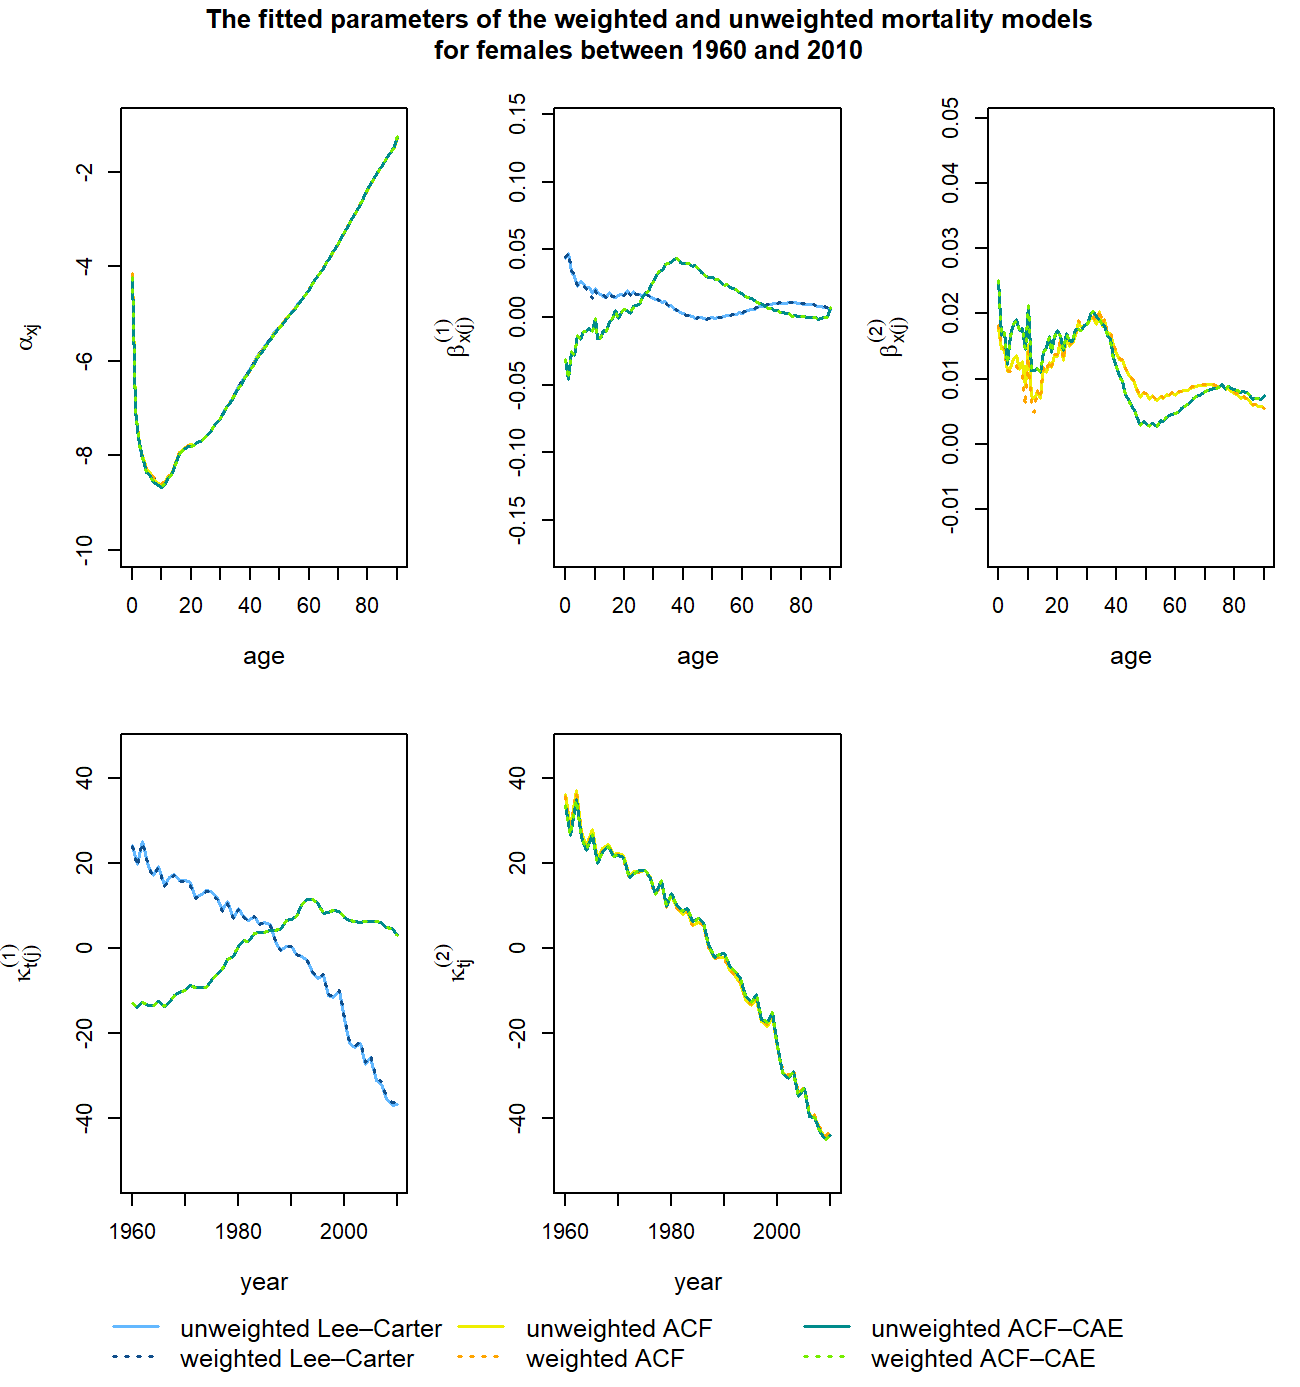 The fitted parameters of the weighted and unweighted mortality models
for females between 1960 and 2010
αxj
-2
-4
-6
-8
-10
0 20 40 60 80
age
β(1)x(j)
0.15
0.10
0.05
0.00
-0.05
-0.10
-0.15
0 20 40 60 80
age
β(2)x(j)
0.05
0.04
0.03
0.02
0.01
0.00
-0.01
0 20 40 60 80
age
κ(1)t(j)
40
20
0
-20
-40
1960 1980 2000
year
κ(2)tj
40
20
0
-20
-40
1960 1980 2000
year
unweighted Lee–Carter unweighted ACF unweighted ACF–CAE
weighted Lee–Carter weighted ACF weighted ACF–CAE